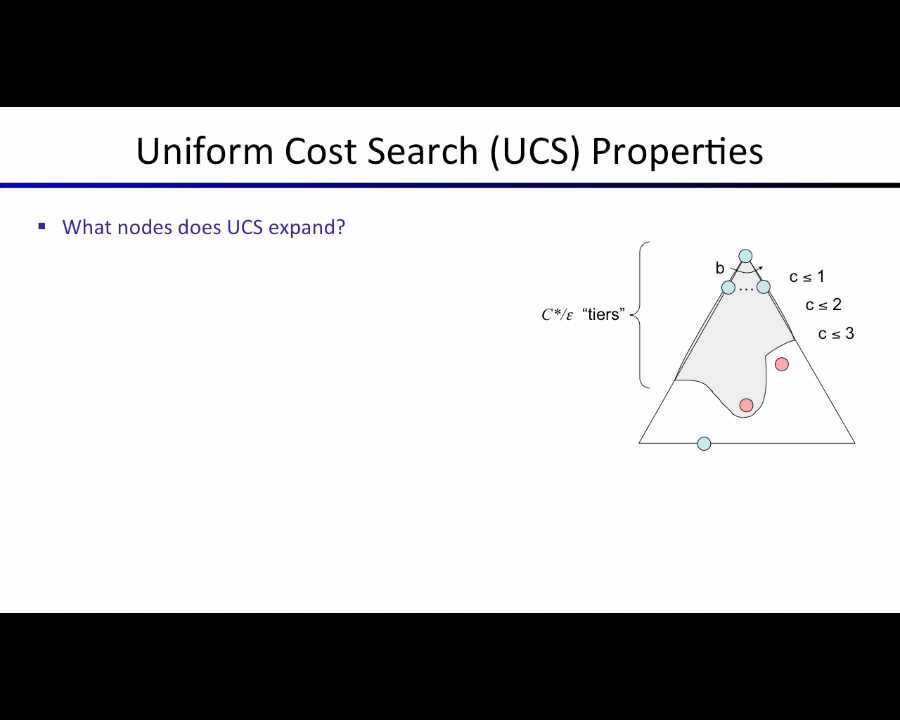 Uniform Cost Search (UCS) Properties
▪ What nodes does UCS expand?
b
...
c ≤ 1
c ≤ 2
C*/ε “tiers”
c ≤ 3